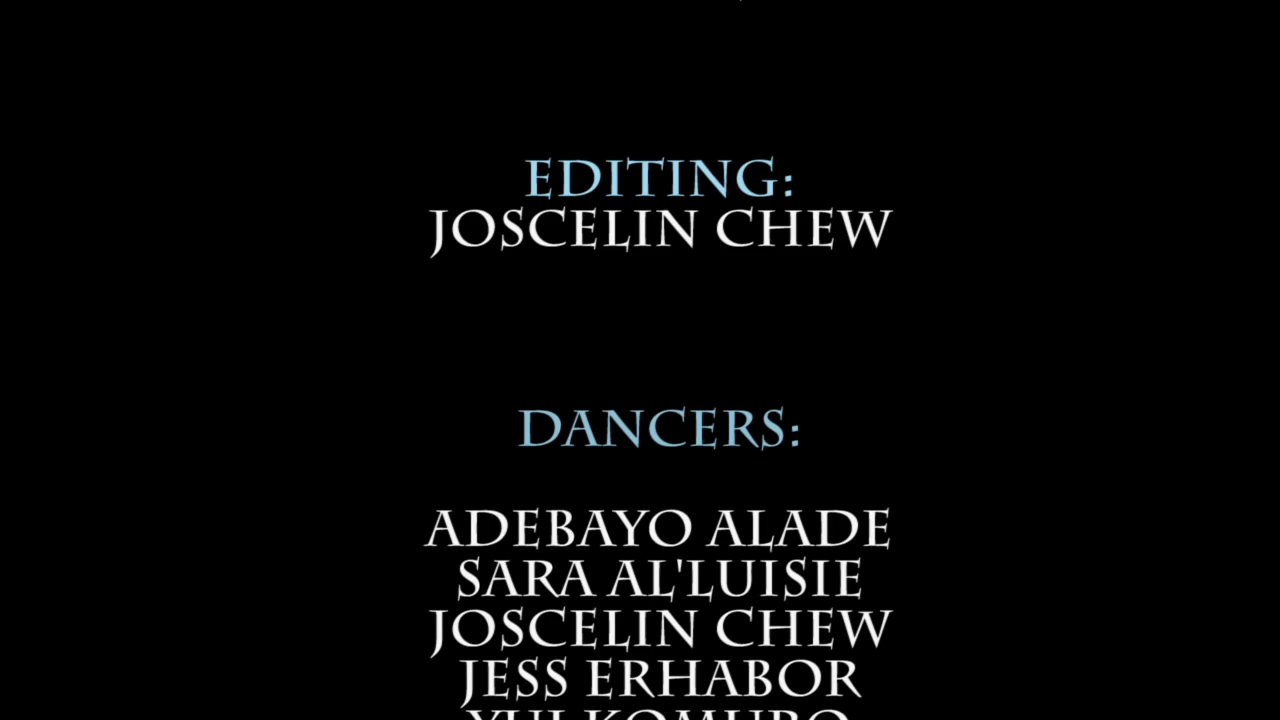 EDITING:
JOSCELIN CHEW
DANCERS:
ADEBAYO ALADE
SARA AL'LUISIE
JOSCELIN CHEW
JESS ERHABOR